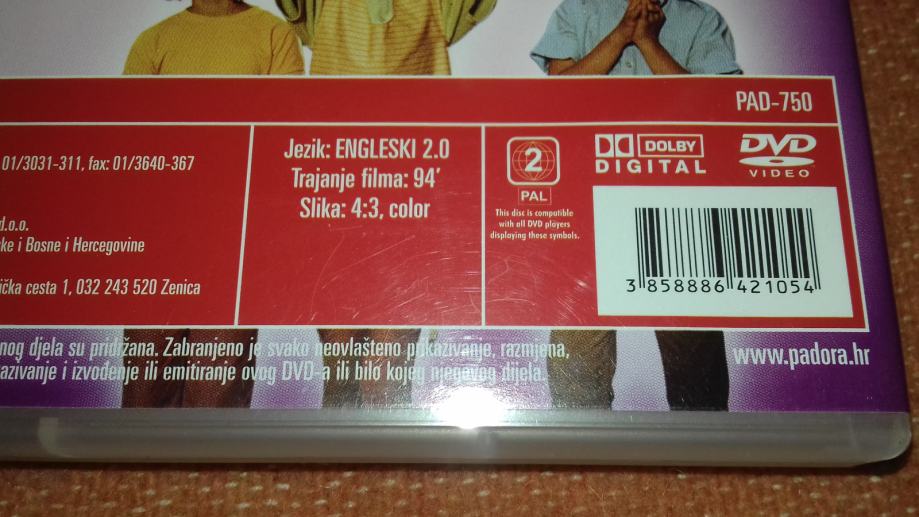 PAD-750
01/3031-311, fax: 01/3640-367
d.o.o.
ke i Bosne i Hercegovine
ička cesta 1, 032 243 520 Zenica
Jezik: ENGLESKI 2.0
Trajanje filma: 94'
Slika: 4:3, color
2
PAL
This disc is compatible
with all DVD players
displaying these symbols.
DOLBY
DIGITAL
DVD
VIDEO
3 858886 421054
nog djela su pridižana. Zabranjeno je svako neovlašteno prikazivanje, razmjena,
azivanje i izvođenje ili emitiranje ovog DVD-a ili bilo kojeg njegovog dijela.
www.padora.hr